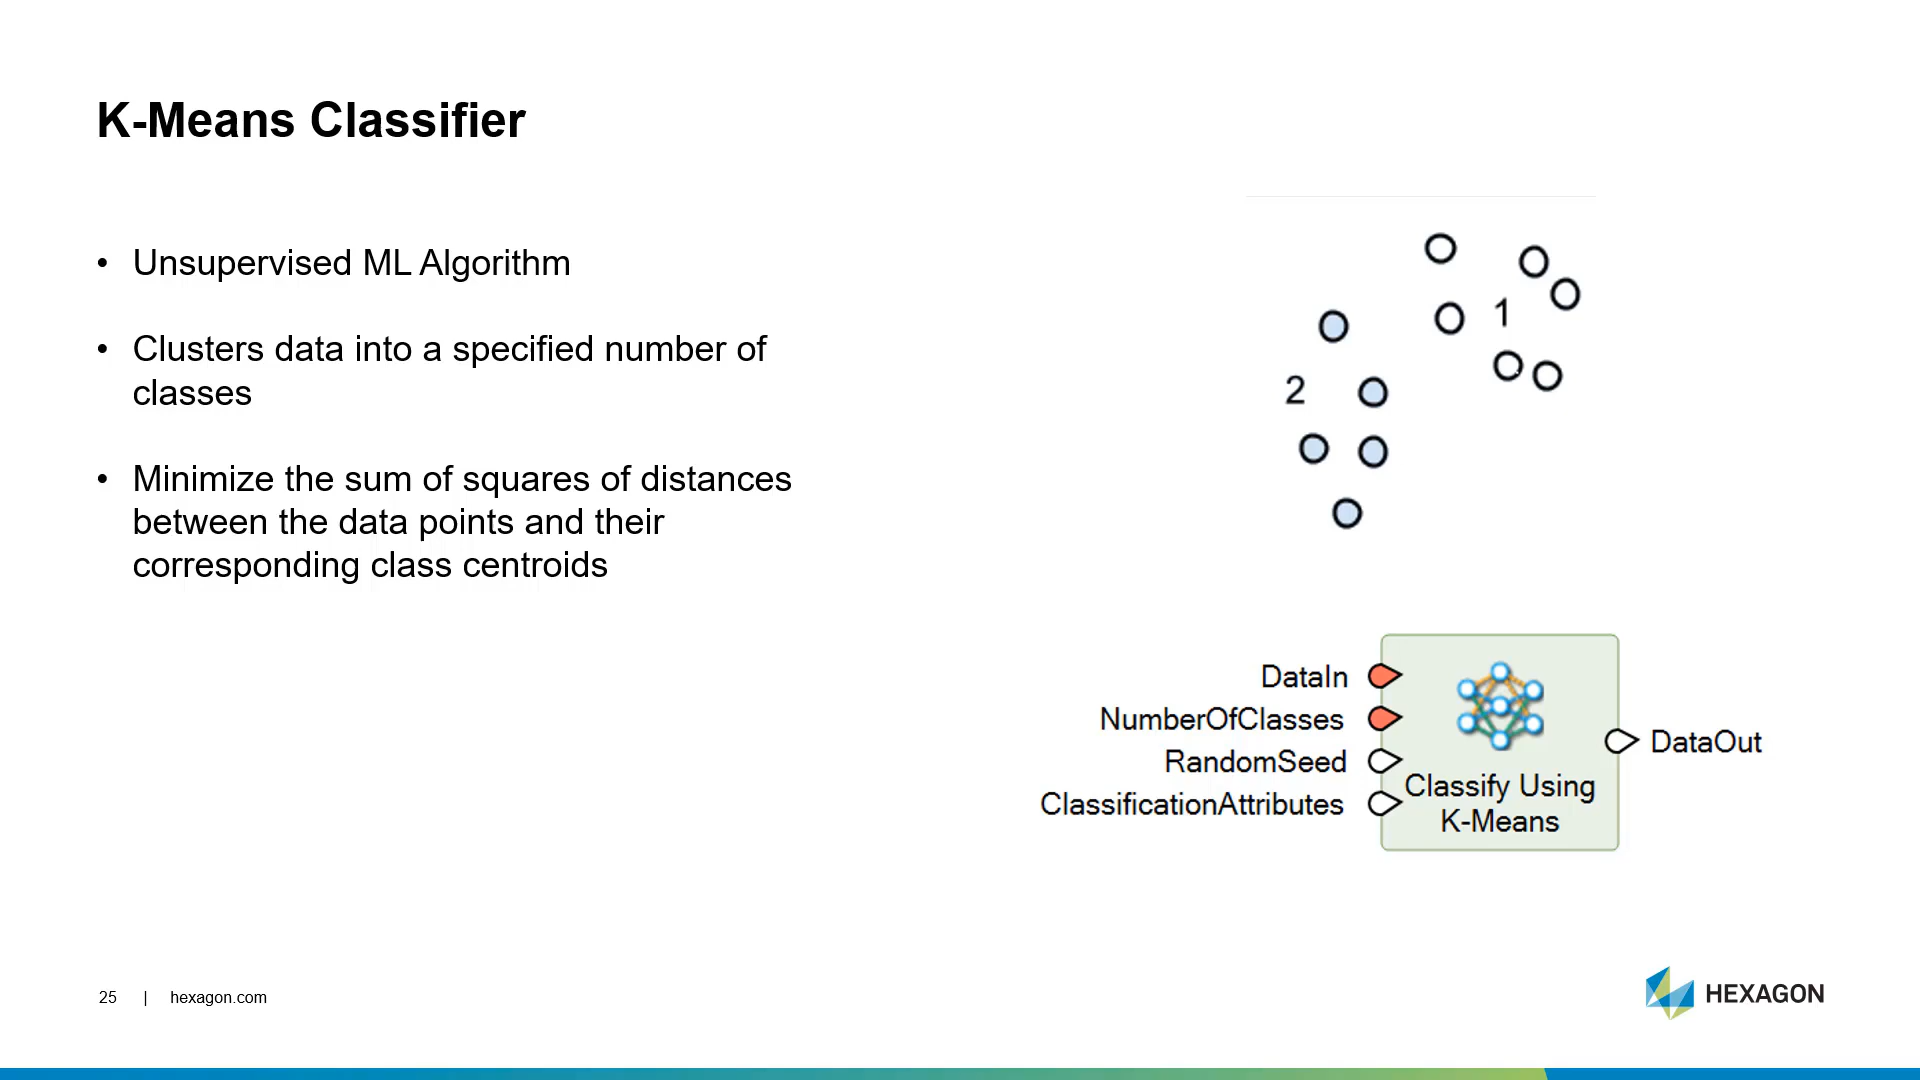 K-Means Classifier
• Unsupervised ML Algorithm
• Clusters data into a specified number of
classes
• Minimize the sum of squares of distances
between the data points and their
corresponding class centroids
1
2
DataIn
NumberOfClasses
RandomSeed
ClassificationAttributes
Classify Using
K-Means
DataOut
25 | hexagon.com
HEXAGON